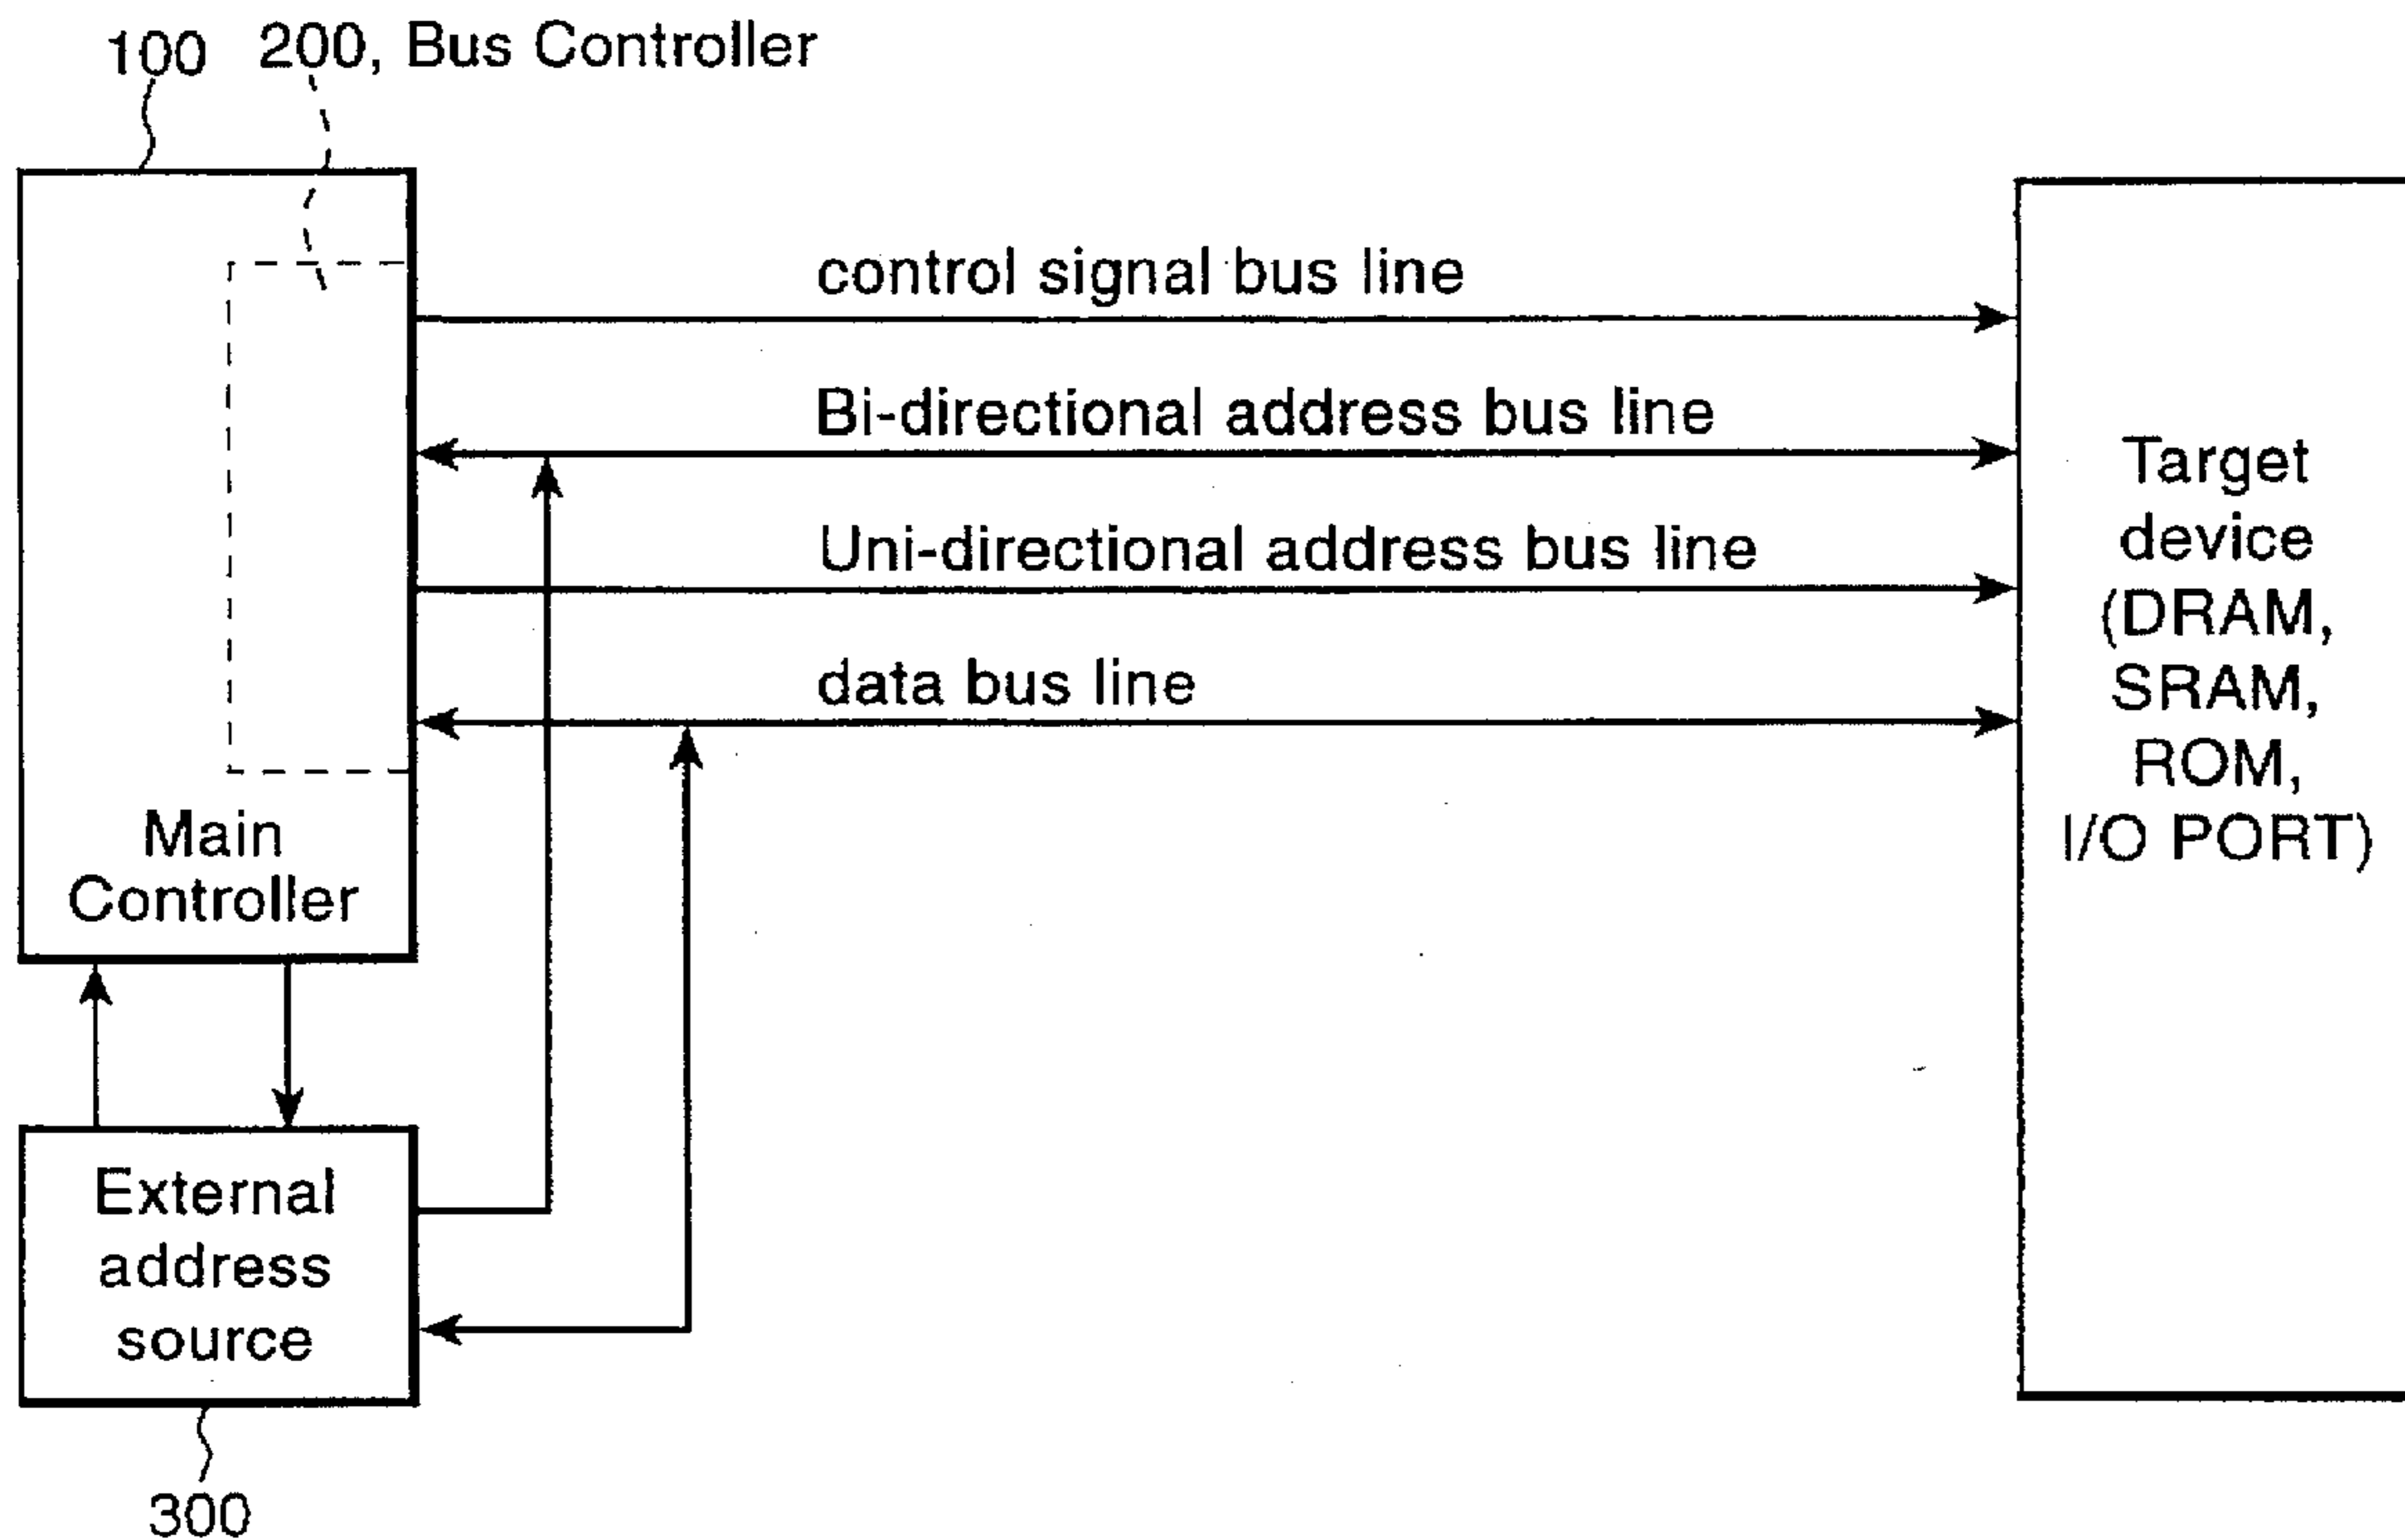 100
200, Bus Controller
control signal bus line
Bi-directional address bus line
Uni-directional address bus line
data bus line
Main
Controller
Target
device
(DRAM,
SRAM,
ROM,
I/O PORT)
External
address
source
300